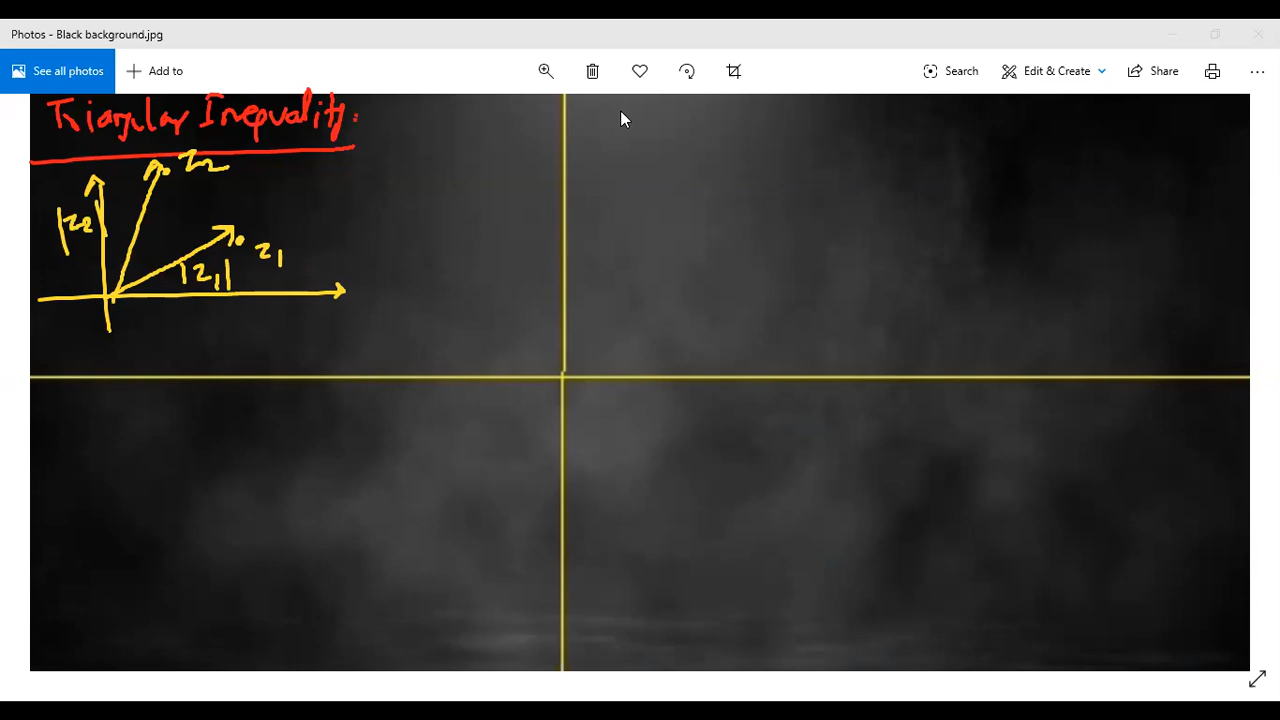 Photos - Black background.jpg
See all photos
Add to
Search
Edit & Create
Share
Triangular Inequality:
z2
|z2
z1
|z1|